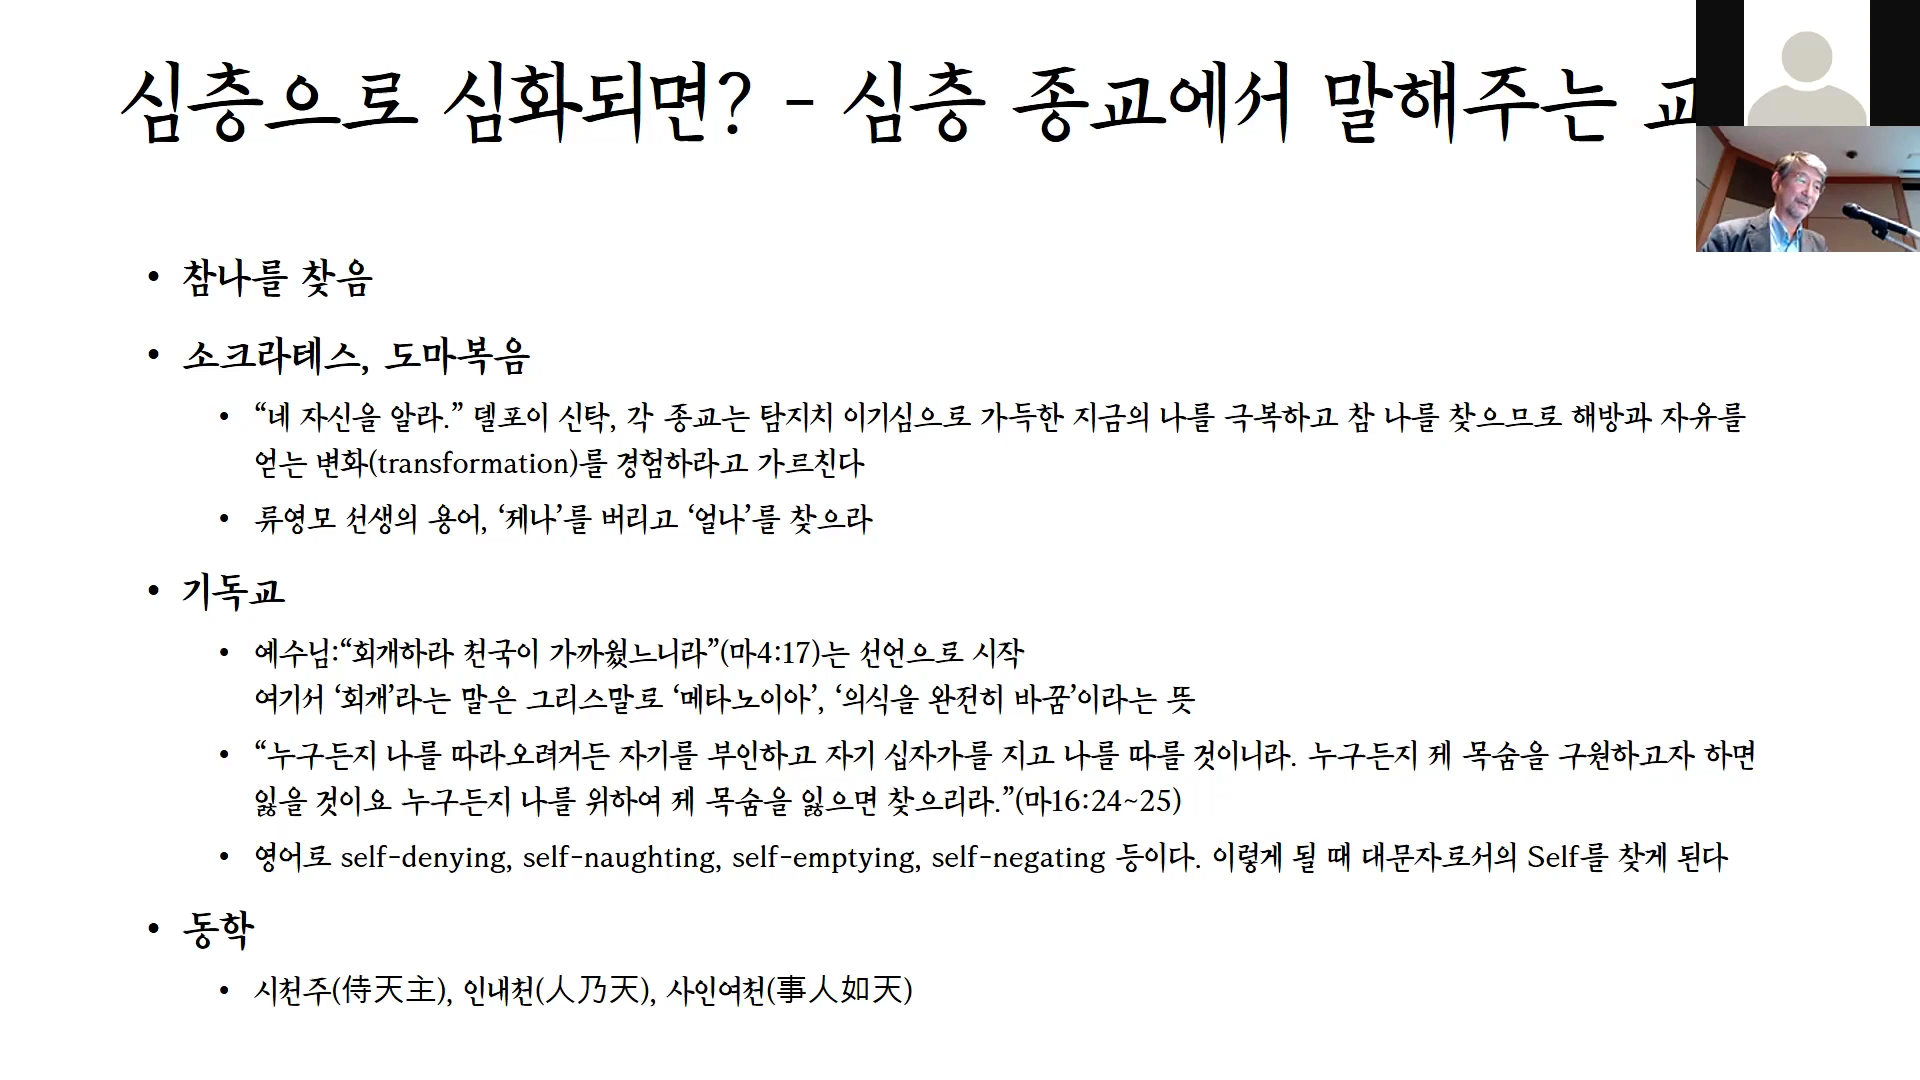 심층으로 심화되면? - 심층 종교에서 말해주는
• 참나를 찾음
• 소크라테스, 도마복음
• “네 자신을 알라.” 델포이 신탁, 각 종교는 탐지치 이기심으로 가득한 지금의 나를 극복하고 참 나를 찾으므로 해방과 자유를
얻는 변화(transformation)를 경험하라고 가르친다
• 류영모 선생의 용어, ‘제나’를 버리고 ‘얼나’를 찾으라
• 기독교
• 예수님:“회개하라 천국이 가까웠느니라”(마4:17)는 선언으로 시작
여기서 ‘회개’라는 말은 그리스말로 ‘메타노이아’, ‘의식을 완전히 바꿈’이라는 뜻
• “누구든지 나를 따라오려거든 자기를 부인하고 자기 십자가를 지고 나를 따를 것이니라. 누구든지 제 목숨을 구원하고자 하면
잃을 것이요 누구든지 나를 위하여 제 목숨을 잃으면 찾으리라.”(마16:24~25)
• 영어로 self-denying, self-naughting, self-emptying, self-negating 등이다. 이렇게 될 때 대문자로서의 Self를 찾게 된다
• 동학
• 시천주(侍天主), 인내천(人乃天), 사인여천(事人如天)